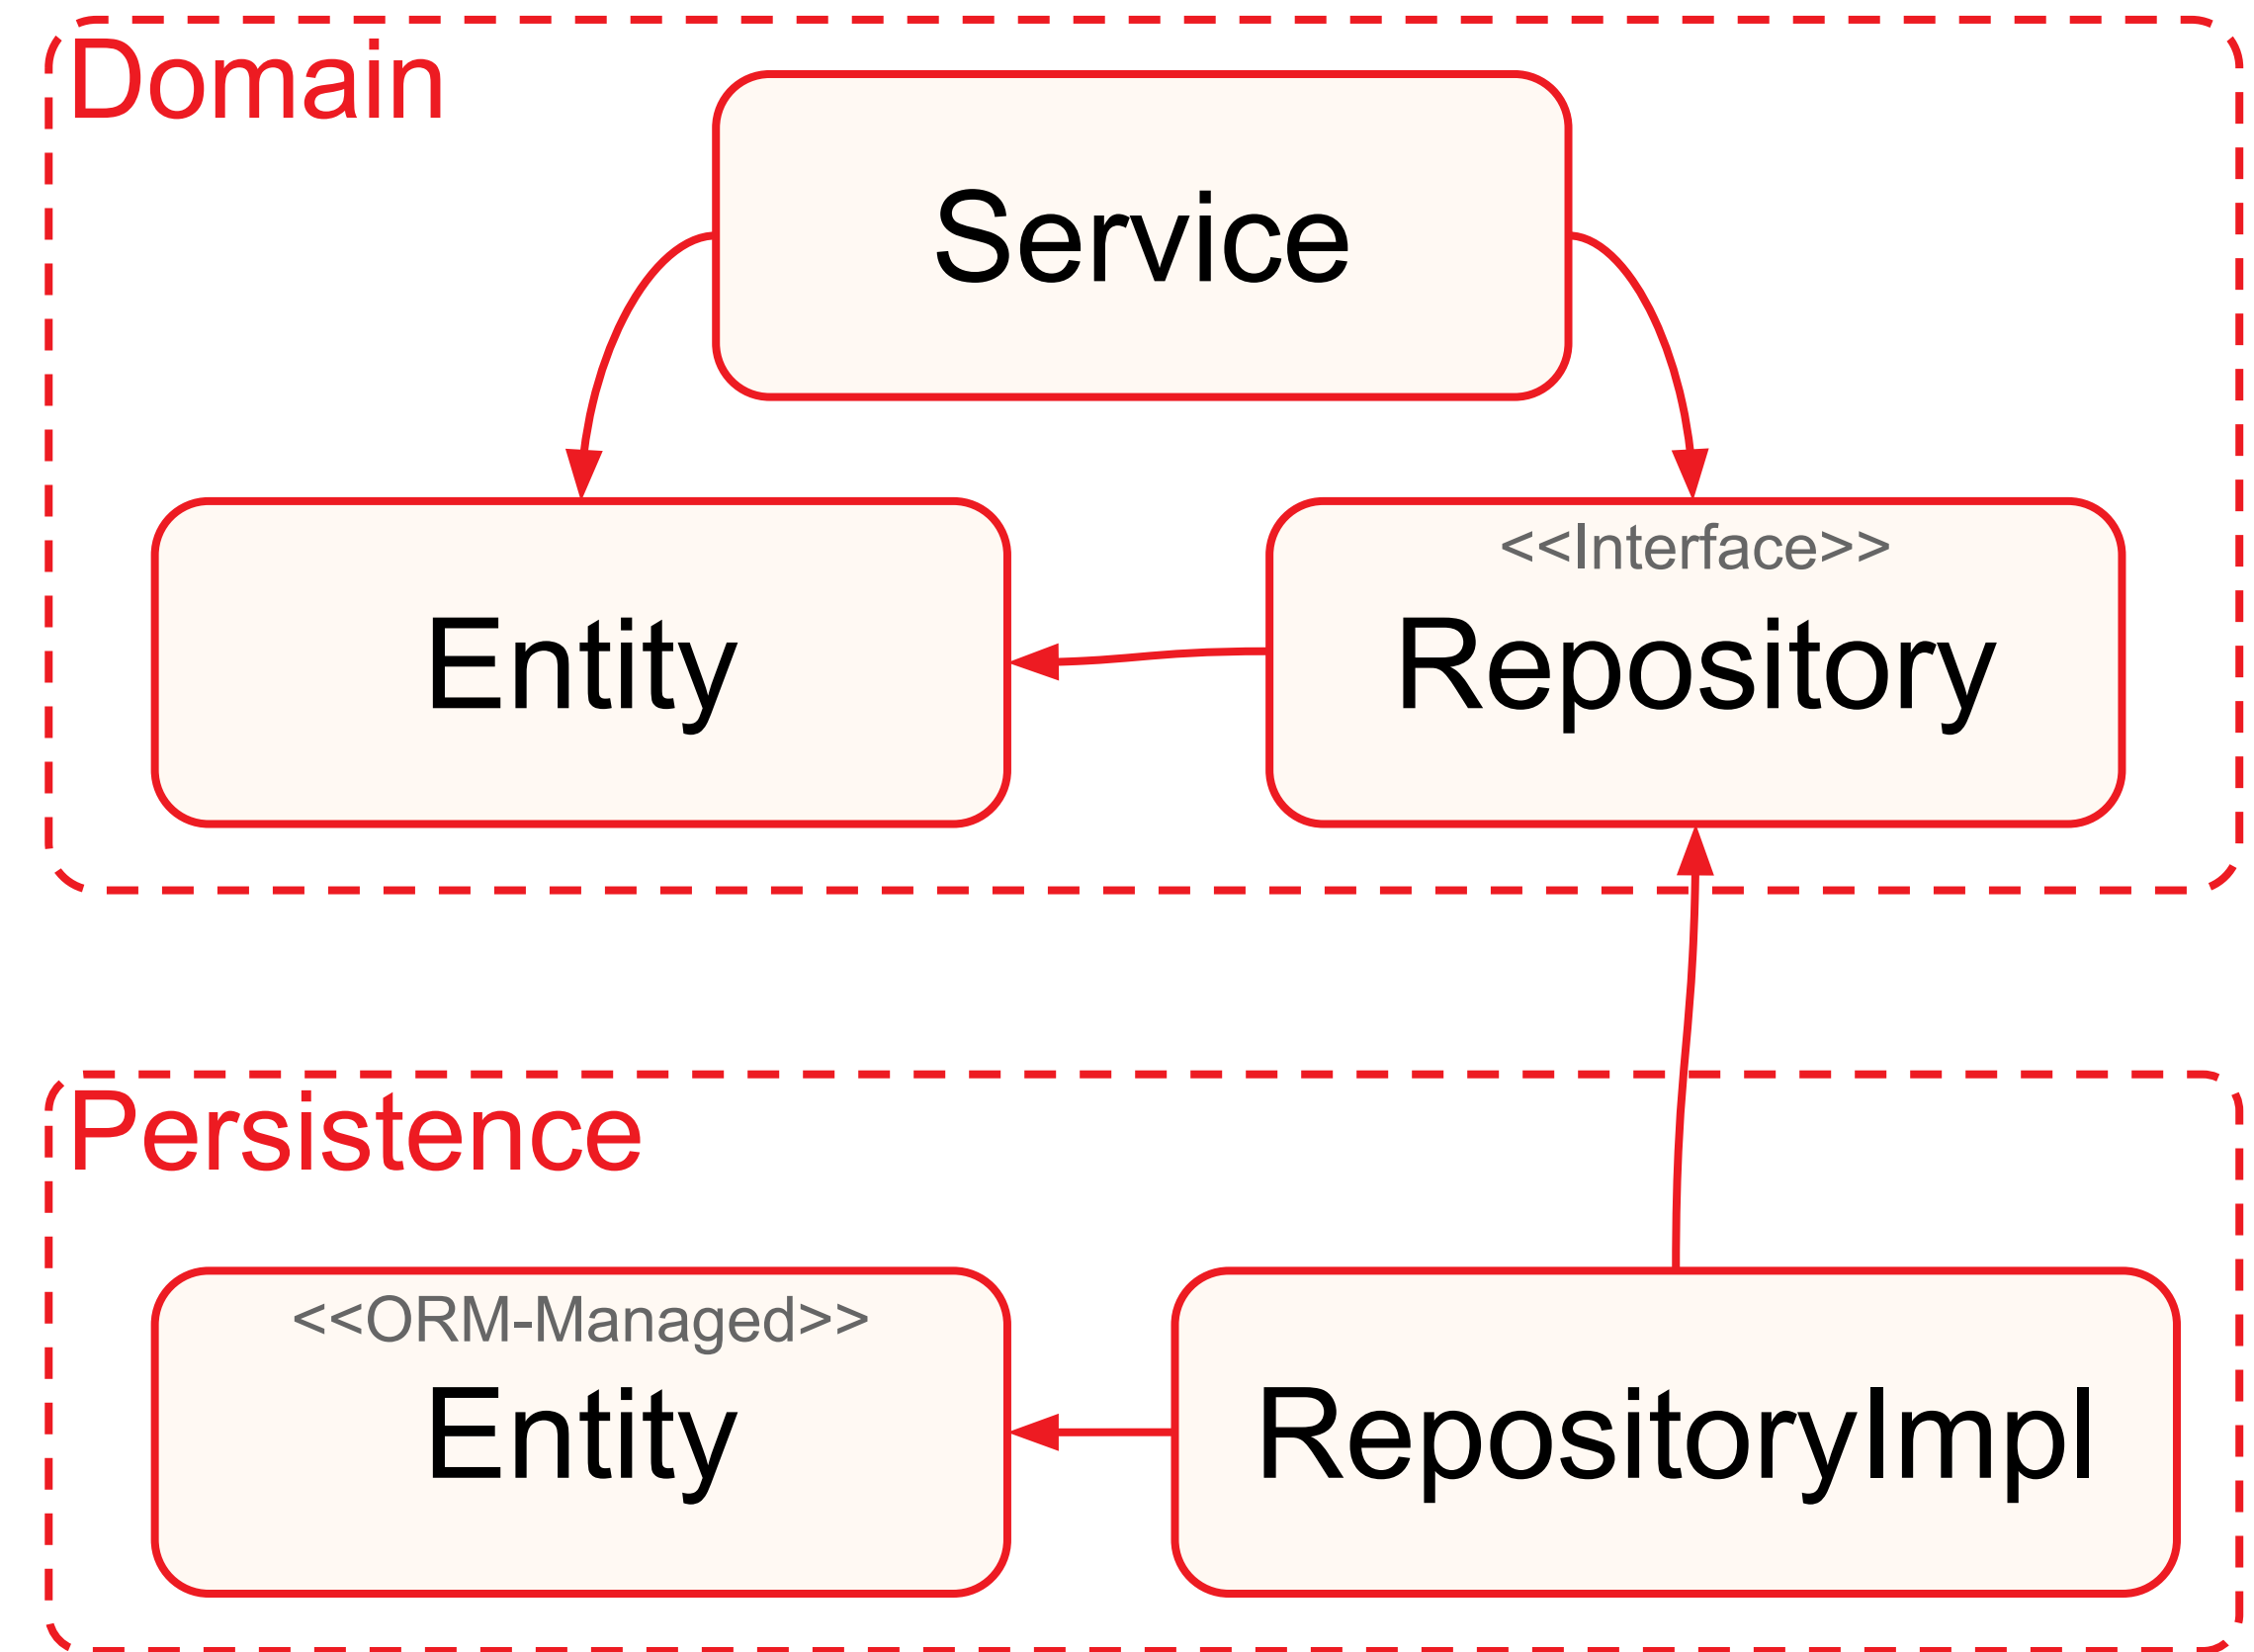 Domain
Service
Entity
<<Interface>>
Repository
Persistence
<<ORM-Managed>>
Entity
RepositoryImpl